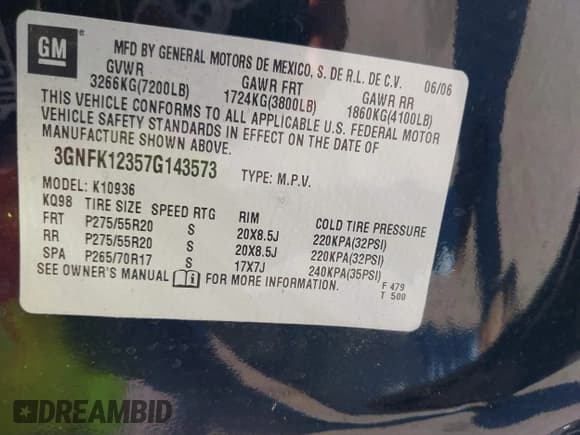 GM
MFD BY GENERAL MOTORS DE MEXICO, S. DE R.L. DE C.V. 06/06
GVWR GAWR FRT GAWR RR
3266KG(7200LB) 1724KG(3800LB) 1860KG(4100LB)
THIS VEHICLE CONFORMS TO ALL APPLICABLE U.S. FEDERAL MOTOR
VEHICLE SAFETY STANDARDS IN EFFECT ON THE DATE OF
MANUFACTURE SHOWN ABOVE.
3GNFK12357G143573 TYPE: M.P.V.
MODEL: K10936
KQ98 TIRE SIZE SPEED RTG RIM COLD TIRE PRESSURE
FRT P275/55R20 S 20X8.5J 220KPA(32PSI)
RR P275/55R20 S 20X8.5J 220KPA(32PSI)
SPA P265/70R17 S 17X7J 240KPA(35PSI)
SEE OWNER'S MANUAL FOR MORE INFORMATION.
F 479
T 500
DREAMBID